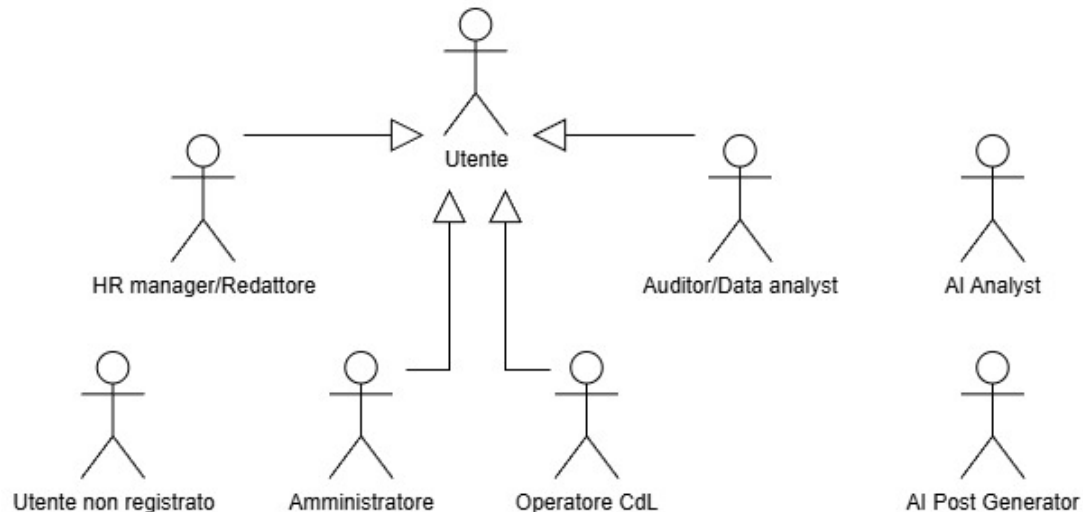 Utente
HR manager/Redattore
Auditor/Data analyst
AI Analyst
Utente non registrato
Amministratore
Operatore CdL
AI Post Generator